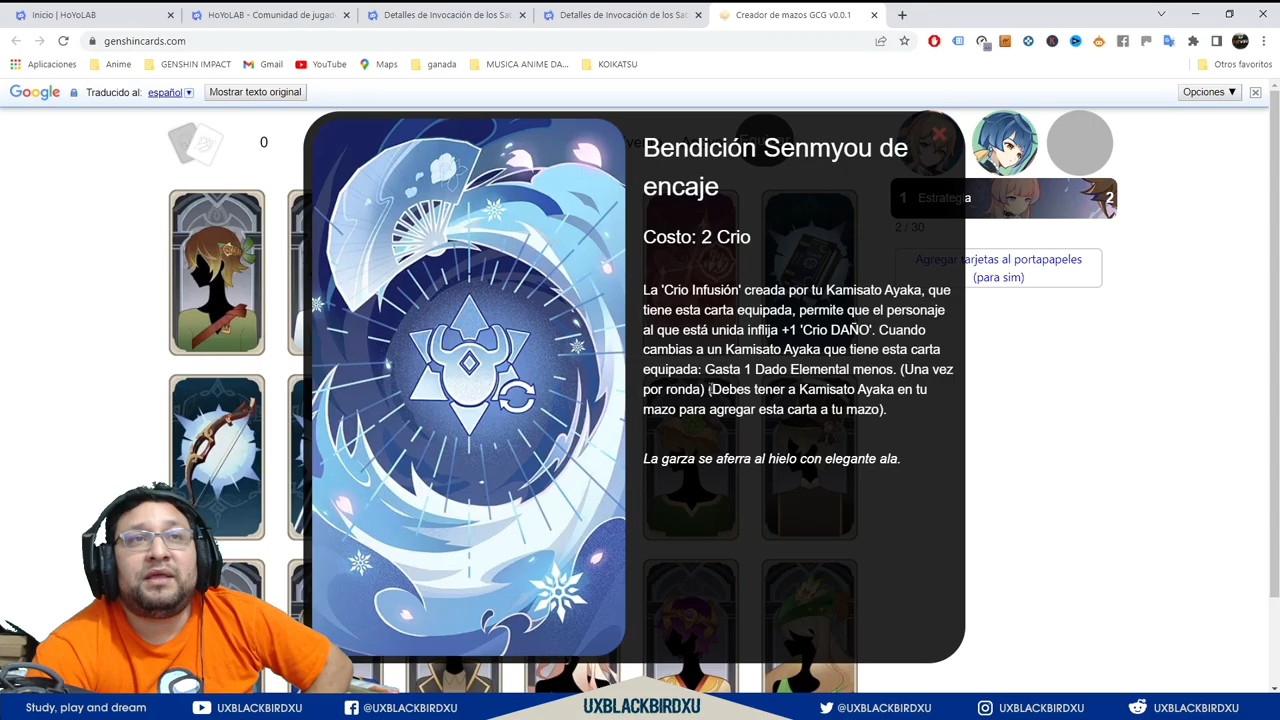 Inicio | HoYoLAB
HoYoLAB - Comunidad de jugad
Detalles de Invocación de los Sa
Detalles de Invocación de los Sa
Creador de mazos GCG v0.0.1
genshincards.com
Aplicaciones
Anime
GENSHIN IMPACT
Gmail
YouTube
Maps
ganada
MUSICA ANIME DA...
KOIKATSU
Otros favoritos
Google
Traducido al: español
Mostrar texto original
Opciones ▼
0
Bendición Senmyou de
encaje
Costo: 2 Crio
La 'Crio Infusión' creada por tu Kamisato Ayaka, que
tiene esta carta equipada, permite que el personaje
al que está unida inflija +1 'Crio DAÑO'. Cuando
cambias a un Kamisato Ayaka que tiene esta carta
equipada: Gasta 1 Dado Elemental menos. (Una vez
por ronda) (Debes tener a Kamisato Ayaka en tu
mazo para agregar esta carta a tu mazo).
La garza se aferra al hielo con elegante ala.
1 Estrategia 2
2 / 30
Agregar tarjetas al portapapeles
(para sim)
Study, play and dream
UXBLACKBIRDXU
@UXBLACKBIRDXU
UXBLACKBIRDXU
@UXBLACKBIRDXU
UXBLACKBIRDXU
UXBLACKBIRDXU